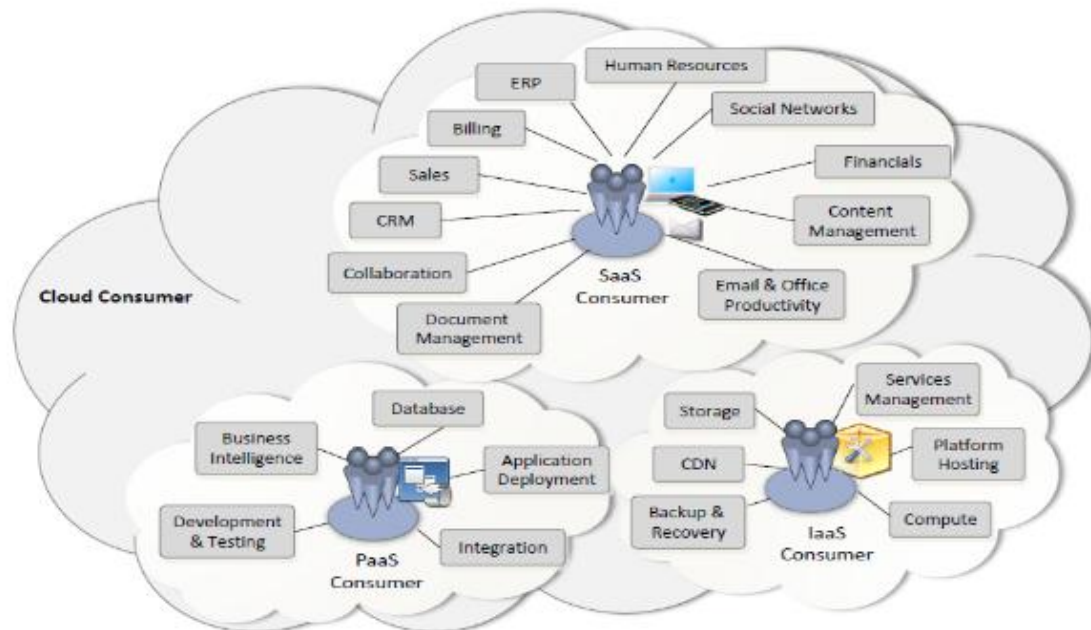 Human Resources
ERP
Social Networks
Billing
Financials
Sales
Content
Management
CRM
Collaboration
SaaS
Consumer
Email & Office
Productivity
Document
Management
Cloud Consumer
Database
Business
Intelligence
Application
Deployment
Development
& Testing
Integration
PaaS
Consumer
Services
Management
Storage
Platform
Hosting
CDN
Backup &
Recovery
Compute
IaaS
Consumer